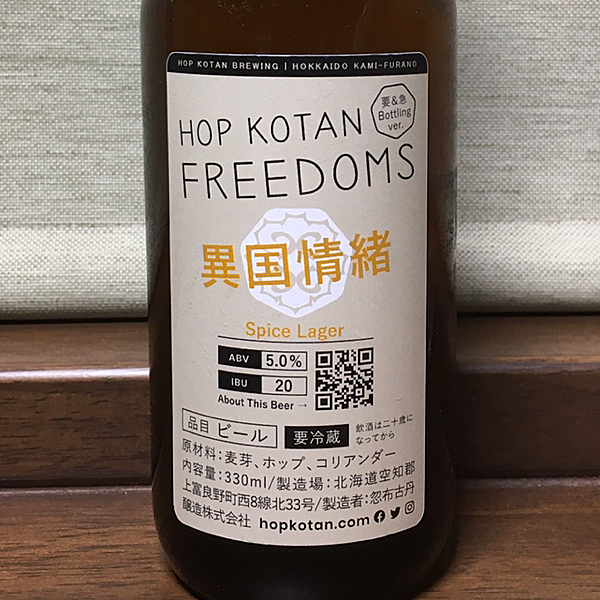 HOP KOTAN BREWING | HOKKAIDO KAMI-FURANO
要&急
Bottling
ver.
HOP KOTAN
FREEDOMS
異国情緒
Spice Lager
ABV 5.0%
IBU 20
About This Beer →
品目 ビール 要冷蔵 飲酒は二十歳に
なってから
原材料:麦芽、ホップ、コリアンダー
内容量:330ml/製造場:北海道空知郡
上富良野町西8線北33号/製造者:忽布古丹
醸造株式会社 hopkotan.com